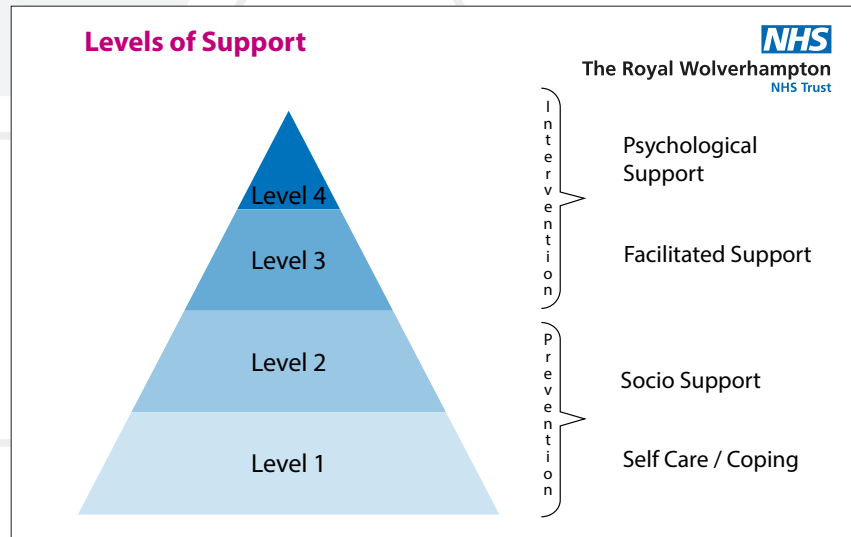 Levels of Support
NHS
The Royal Wolverhampton
NHS Trust
Level 4
Level 3
Level 2
Level 1
Intervention
Psychological
Support
Facilitated Support
Prevention
Socio Support
Self Care / Coping